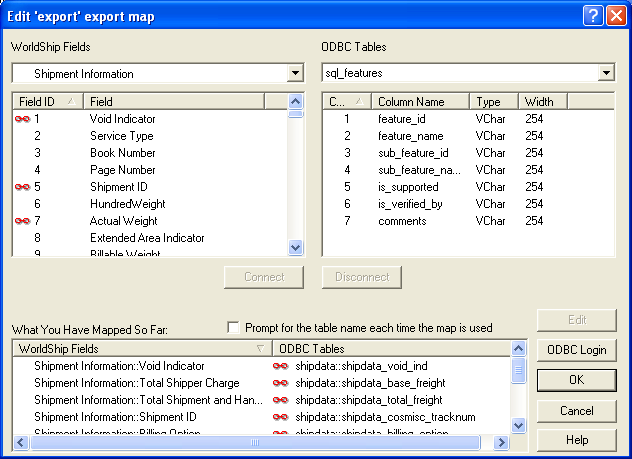 Edit 'export' export map
WorldShip Fields
ODBC Tables
Shipment Information
sql_features
Field ID Field
C... Column Name Type Width
1 Void Indicator
2 Service Type
3 Book Number
4 Page Number
5 Shipment ID
6 HundredWeight
7 Actual Weight
8 Extended Area Indicator
9 Billable Weight
1 feature_id VChar 254
2 feature_name VChar 254
3 sub_feature_id VChar 254
4 sub_feature_na... VChar 254
5 is_supported VChar 254
6 is_verified_by VChar 254
7 comments VChar 254
Connect
Disconnect
What You Have Mapped So Far:
Prompt for the table name each time the map is used
WorldShip Fields ODBC Tables
Shipment Information::Void Indicator shipdata::shipdata_void_ind
Shipment Information::Total Shipper Charge shipdata::shipdata_base_freight
Shipment Information::Total Shipment and Han... shipdata::shipdata_total_freight
Shipment Information::Shipment ID shipdata::shipdata_cosmisc_tracknum
Shipment Information::Billing Option shipdata::shipdata_billing_option
Edit
ODBC Login
OK
Cancel
Help